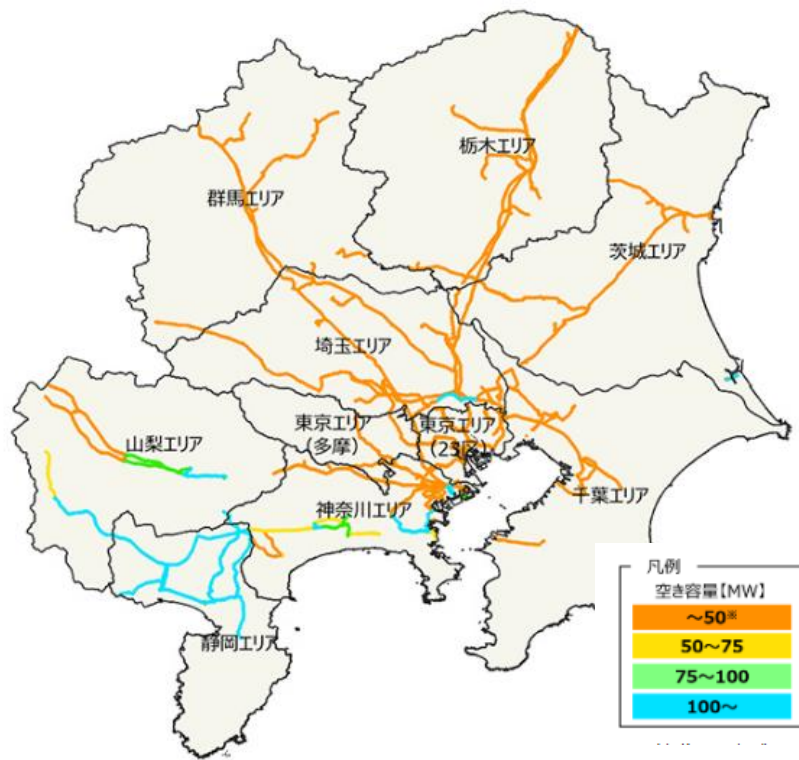 栃木エリア
群馬エリア
茨城エリア
埼玉エリア
東京エリア
(多摩)
東京エリア
(23区)
山梨エリア
千葉エリア
神奈川エリア
静岡エリア
凡例
空き容量【MW】
～50※
50～75
75～100
100～